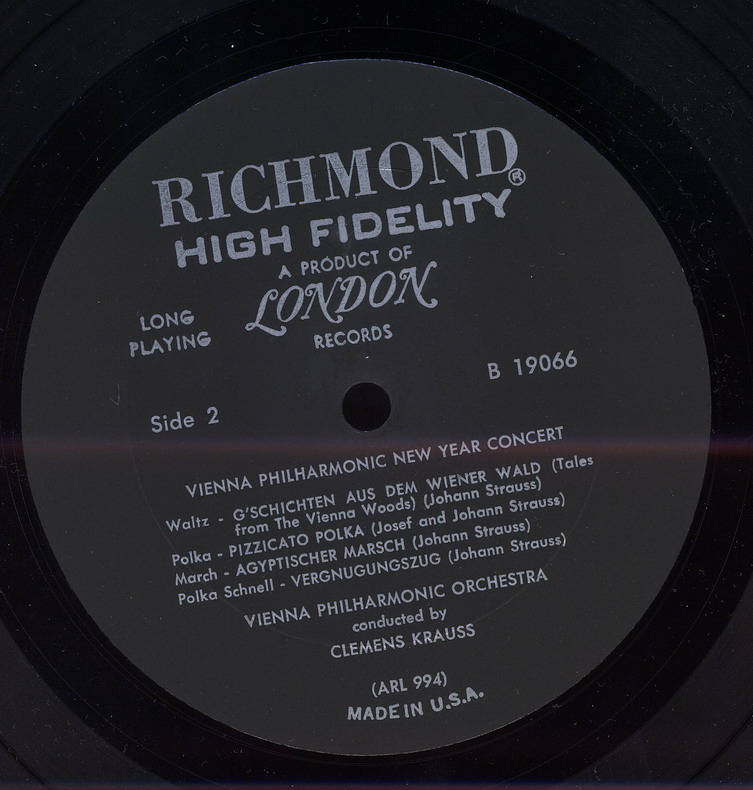 RICHMOND®
HIGH FIDELITY
A PRODUCT OF
LONDON
RECORDS
LONG
PLAYING
B 19066
Side 2
VIENNA PHILHARMONIC NEW YEAR CONCERT
Waltz - G'SCHICHTEN AUS DEM WIENER WALD (Tales
from The Vienna Woods) (Johann Strauss)
Polka - PIZZICATO POLKA (Josef and Johann Strauss)
March - AGYPTISCHER MARSCH (Johann Strauss)
Polka Schnell - VERGNUGUNGSZUG (Johann Strauss)
VIENNA PHILHARMONIC ORCHESTRA
conducted by
CLEMENS KRAUSS
(ARL 994)
MADE IN U.S.A.